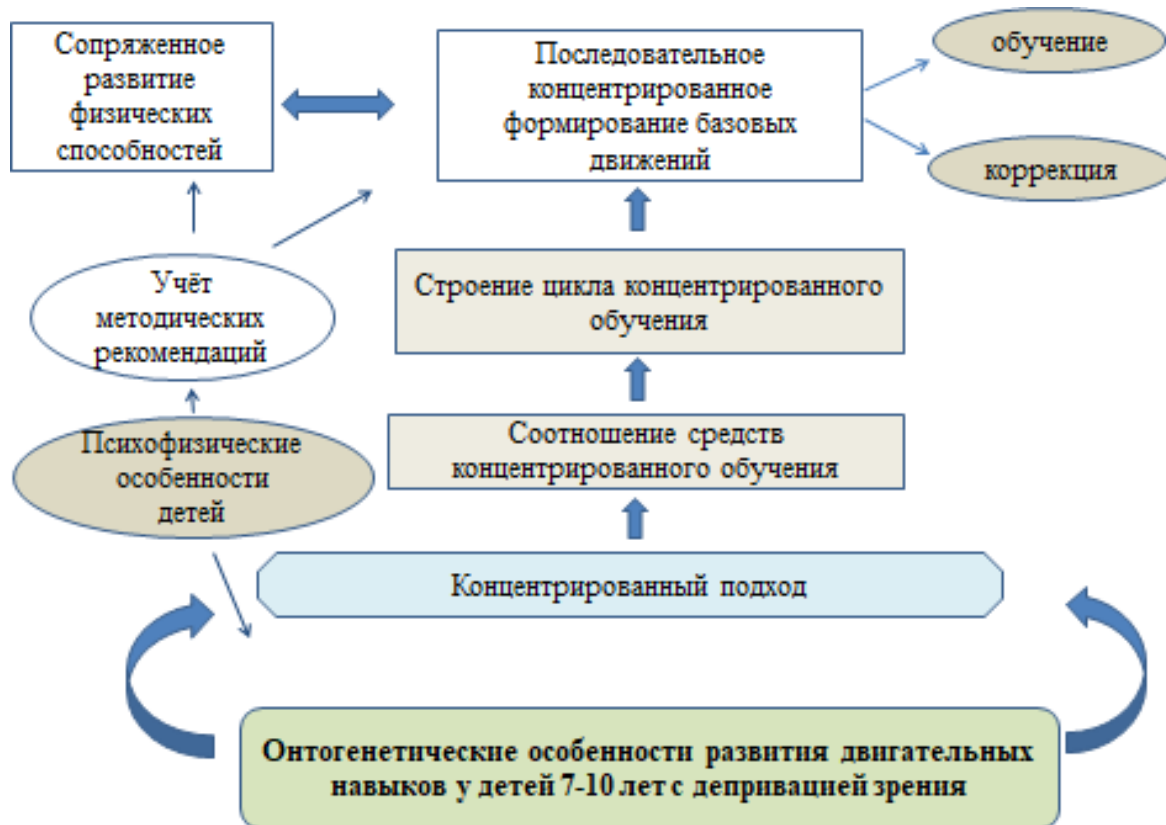 Сопряженное
развитие
физических
способностей
Последовательное
концентрированное
формирование базовых
движений
обучение
коррекция
Учёт
методических
рекомендаций
Строение цикла концентрированного
обучения
Психофизические
особенности
детей
Соотношение средств
концентрированного обучения
Концентрированный подход
Онтогенетические особенности развития двигательных
навыков у детей 7-10 лет с депривацией зрения